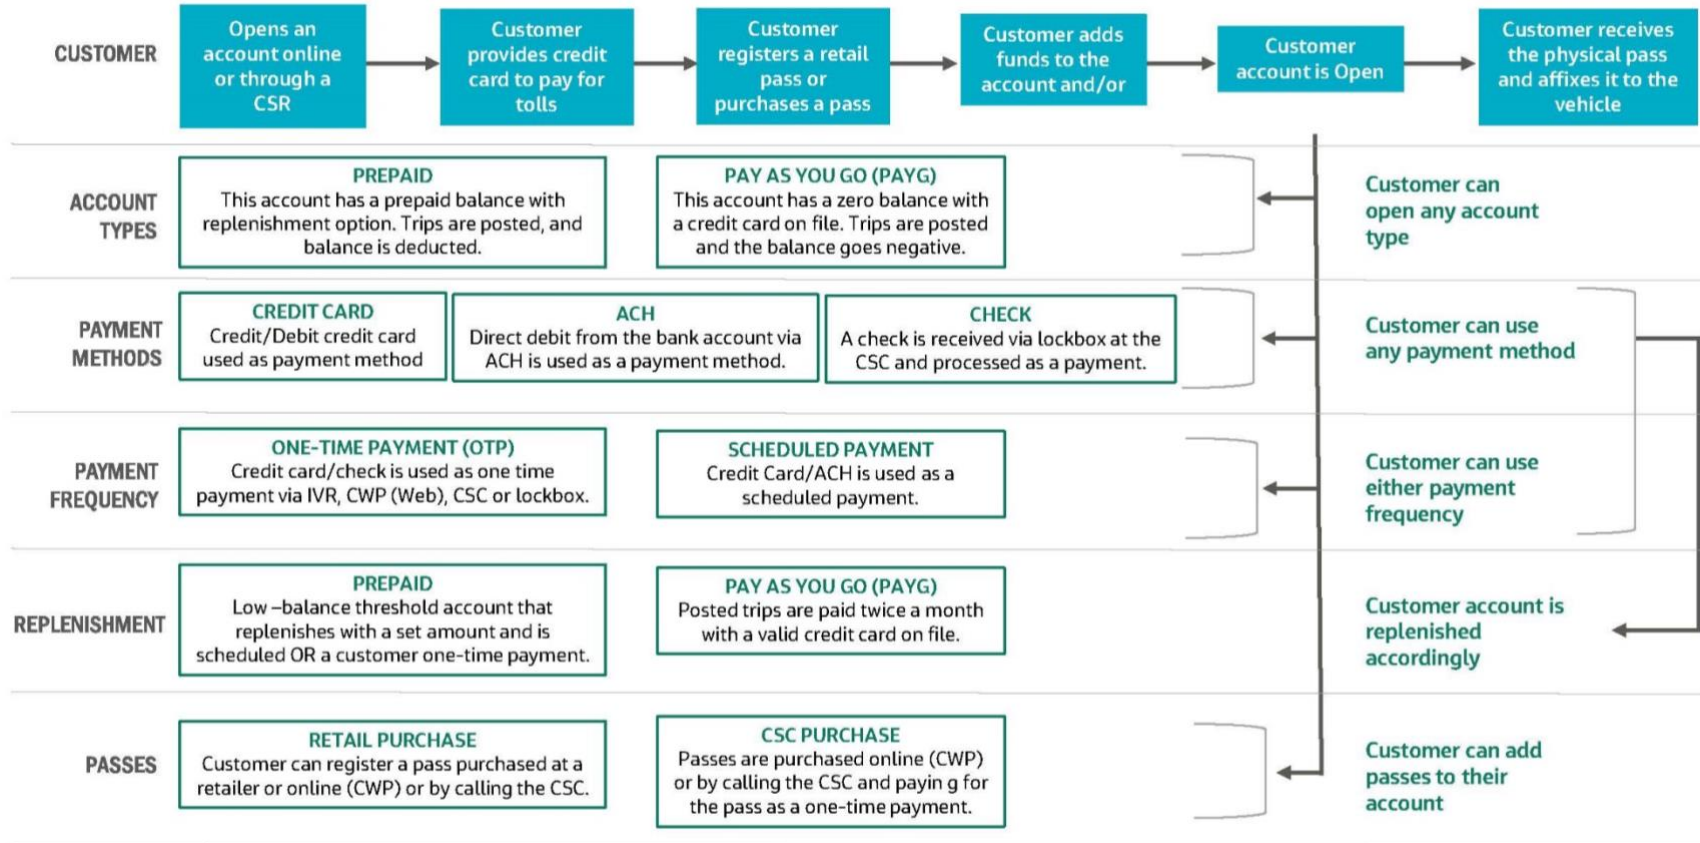 CUSTOMER
Opens an
account online
or through a
CSR
Customer
provides credit
card to pay for
tolls
Customer
registers a retail
pass or
purchases a pass
Customer adds
funds to the
account and/or
Customer
account is Open
Customer receives
the physical pass
and affixes it to the
vehicle
ACCOUNT
TYPES
PREPAID
This account has a prepaid balance with
replenishment option. Trips are posted, and
balance is deducted.
PAY AS YOU GO (PAYG)
This account has a zero balance with
a credit card on file. Trips are posted
and the balance goes negative.
Customer can
open any account
type
PAYMENT
METHODS
CREDIT CARD
Credit/Debit credit card
used as payment method
ACH
Direct debit from the bank account via
ACH is used as a payment method.
CHECK
A check is received via lockbox at the
CSC and processed as a payment.
Customer can use
any payment method
PAYMENT
FREQUENCY
ONE-TIME PAYMENT (OTP)
Credit card/check is used as one time
payment via IVR, CWP (Web), CSC or lockbox.
SCHEDULED PAYMENT
Credit Card/ACH is used as a
scheduled payment.
Customer can use
either payment
frequency
REPLENISHMENT
PREPAID
Low –balance threshold account that
replenishes with a set amount and is
scheduled OR a customer one-time payment.
PAY AS YOU GO (PAYG)
Posted trips are paid twice a month
with a valid credit card on file.
Customer account is
replenished
accordingly
PASSES
RETAIL PURCHASE
Customer can register a pass purchased at a
retailer or online (CWP) or by calling the CSC.
CSC PURCHASE
Passes are purchased online (CWP)
or by calling the CSC and payin g for
the pass as a one-time payment.
Customer can add
passes to their
account